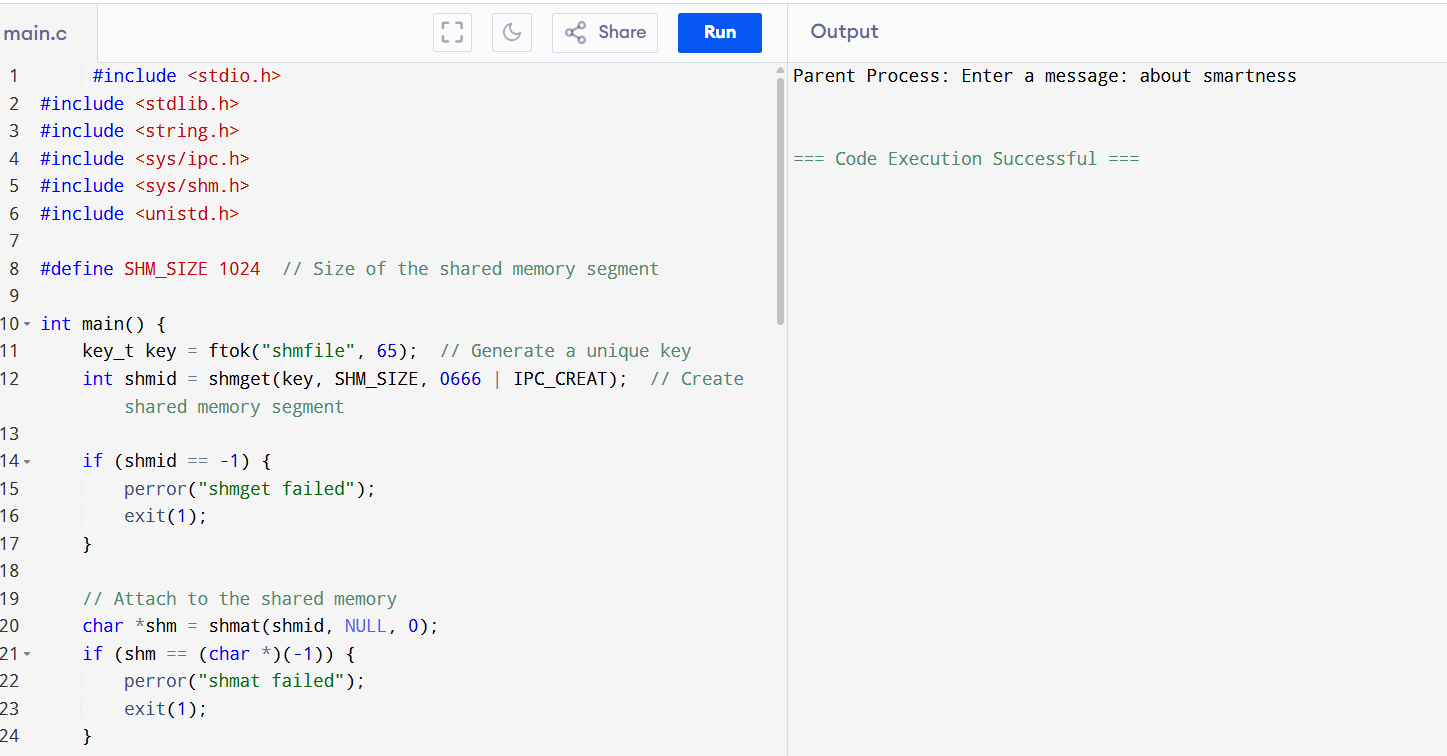 main.c
Share
Run
Output
1 #include <stdio.h>
2 #include <stdlib.h>
3 #include <string.h>
4 #include <sys/ipc.h>
5 #include <sys/shm.h>
6 #include <unistd.h>
7
8 #define SHM_SIZE 1024  // Size of the shared memory segment
9
10 int main() {
11     key_t key = ftok("shmfile", 65);  // Generate a unique key
12     int shmid = shmget(key, SHM_SIZE, 0666 | IPC_CREAT);  // Create
        shared memory segment
13
14     if (shmid == -1) {
15         perror("shmget failed");
16         exit(1);
17     }
18
19     // Attach to the shared memory
20     char *shm = shmat(shmid, NULL, 0);
21     if (shm == (char *)(-1)) {
22         perror("shmat failed");
23         exit(1);
24     }
Parent Process: Enter a message: about smartness
=== Code Execution Successful ===